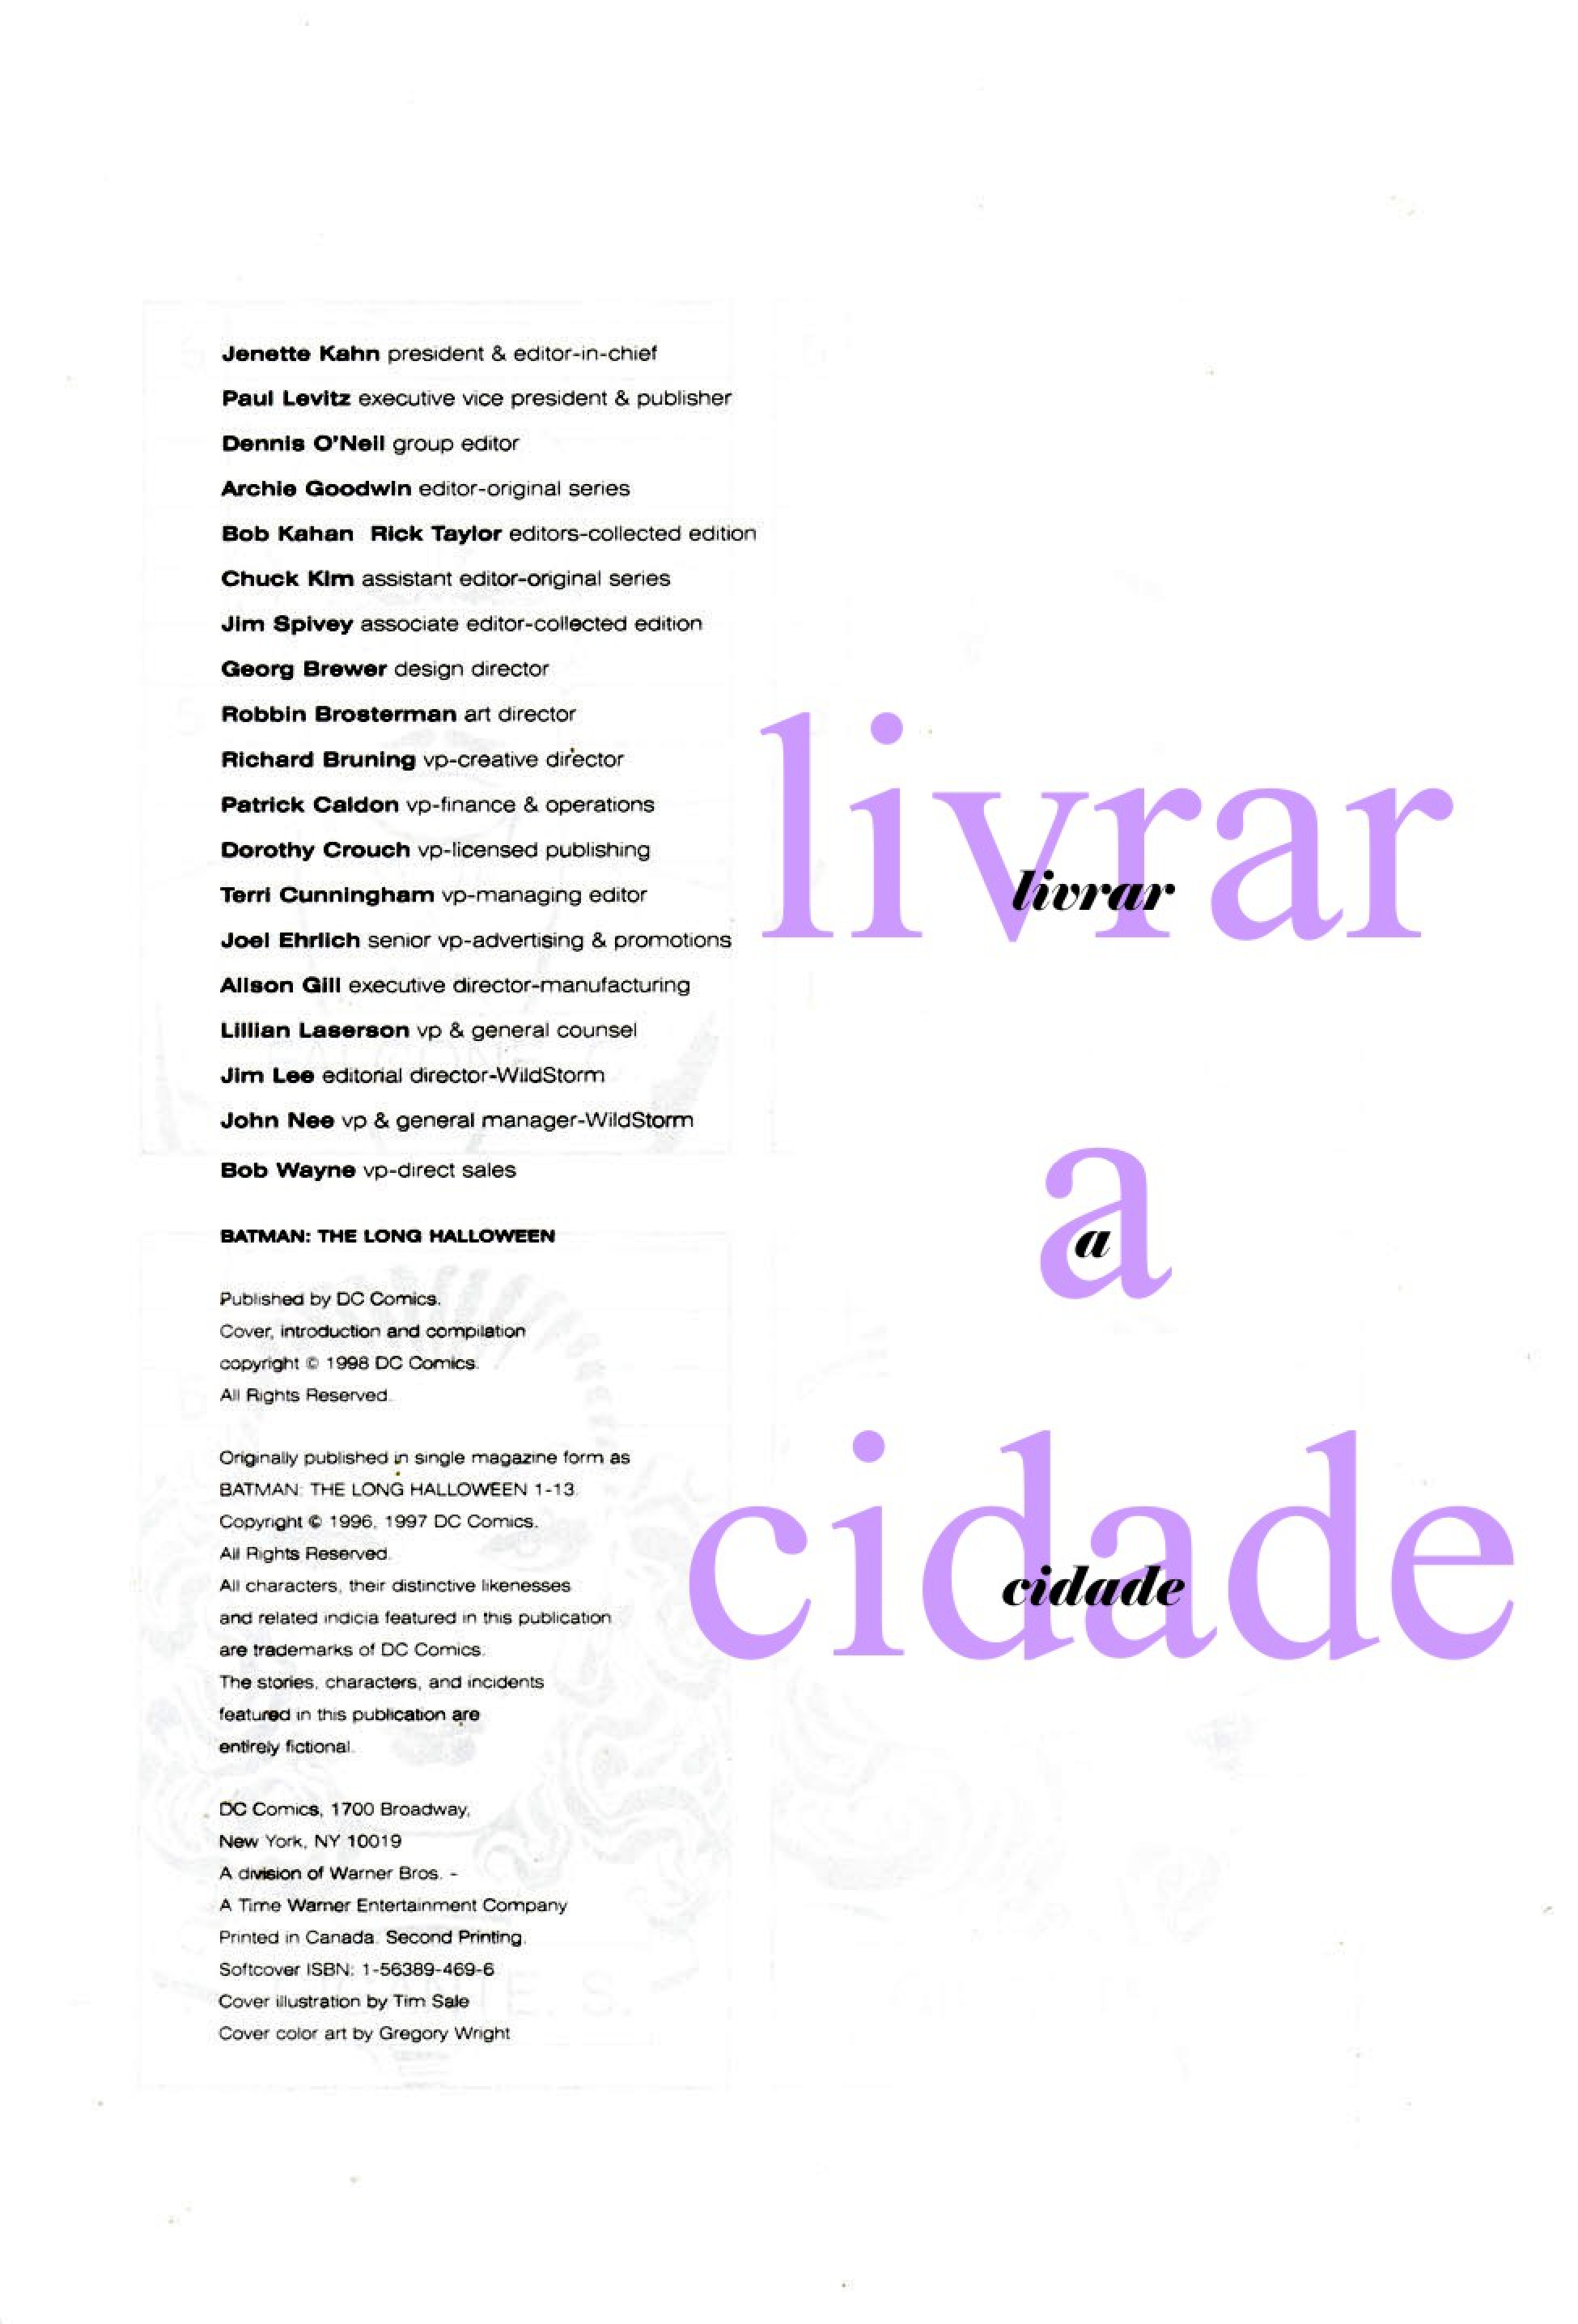 Jenette Kahn president & editor-in-chief
Paul Levitz executive vice president & publisher
Dennis O'Neil group editor
Archie Goodwin editor-original series
Bob Kahan Rick Taylor editors-collected edition
Chuck Kim assistant editor-original series
Jim Spivey associate editor-collected edition
Georg Brewer design director
Robbin Brosterman art director
Richard Bruning vp-creative director
Patrick Caldon vp-finance & operations
Dorothy Crouch vp-licensed publishing
Terri Cunningham vp-managing editor
Joel Ehrlich senior vp-advertising & promotions
Alison Gill executive director-manufacturing
Lillian Laserson vp & general counsel
Jim Lee editorial director-WildStorm
John Nee vp & general manager-WildStorm
Bob Wayne vp-direct sales
BATMAN: THE LONG HALLOWEEN
Published by DC Comics.
Cover, introduction and compilation
copyright © 1998 DC Comics.
All Rights Reserved.
Originally published in single magazine form as
BATMAN: THE LONG HALLOWEEN 1-13.
Copyright © 1996, 1997 DC Comics.
All Rights Reserved.
All characters, their distinctive likenesses
and related indicia featured in this publication
are trademarks of DC Comics.
The stories, characters, and incidents
featured in this publication are
entirely fictional.
DC Comics, 1700 Broadway,
New York, NY 10019
A division of Warner Bros. -
A Time Warner Entertainment Company
Printed in Canada. Second Printing.
Softcover ISBN: 1-56389-469-6
Cover illustration by Tim Sale
Cover color art by Gregory Wright
livrar
livrar
a
a
cidade
cidade